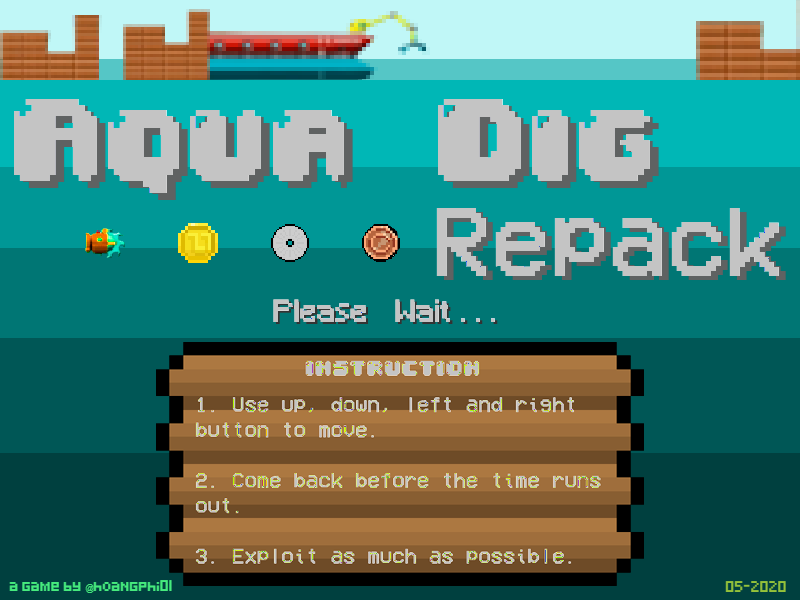 Aqua Dig
Repack
Please Wait...
INSTRUCTION
1. Use up, down, left and right
button to move.
2. Come back before the time runs
out.
3. Exploit as much as possible.
a game by @hoangphi01
05-2020